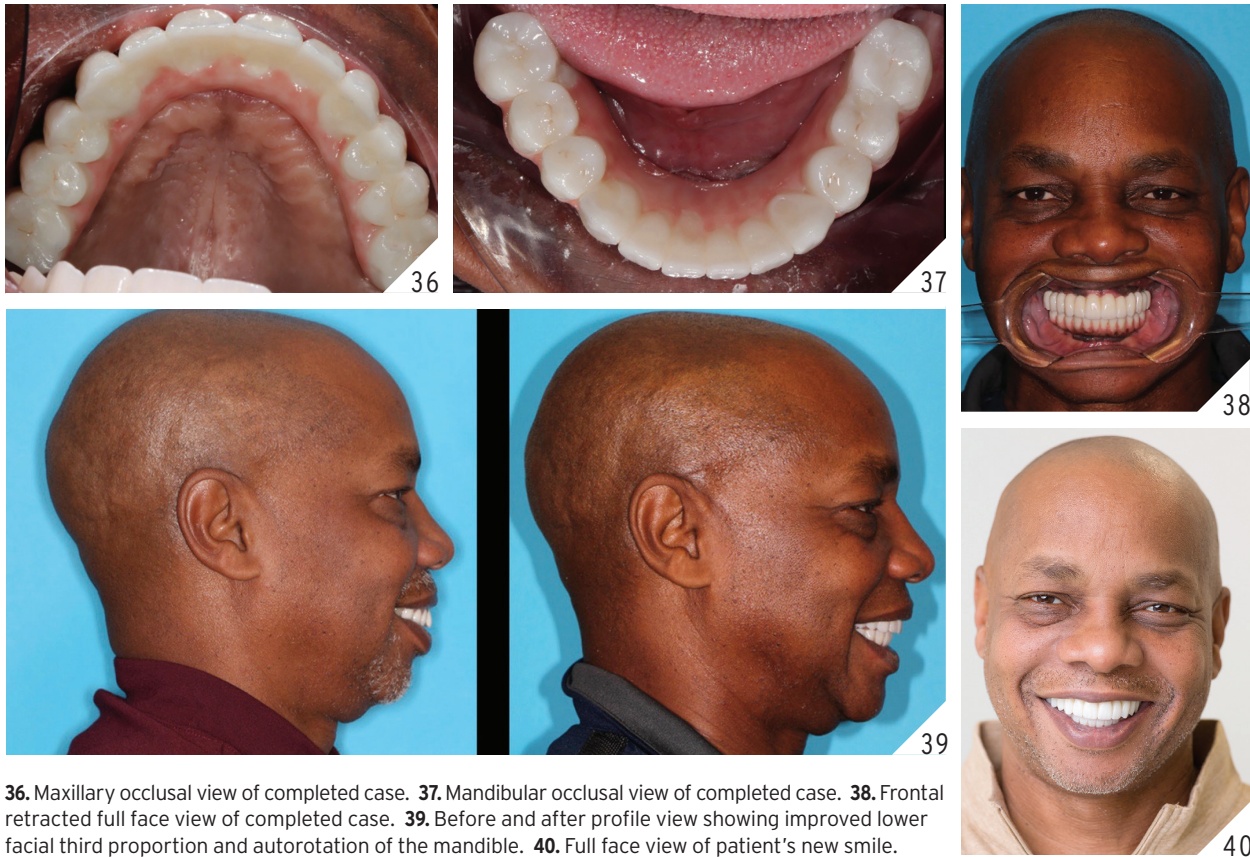 36
37
38
39
40
36. Maxillary occlusal view of completed case. 37. Mandibular occlusal view of completed case. 38. Frontal
retracted full face view of completed case. 39. Before and after profile view showing improved lower
facial third proportion and autorotation of the mandible. 40. Full face view of patient's new smile.